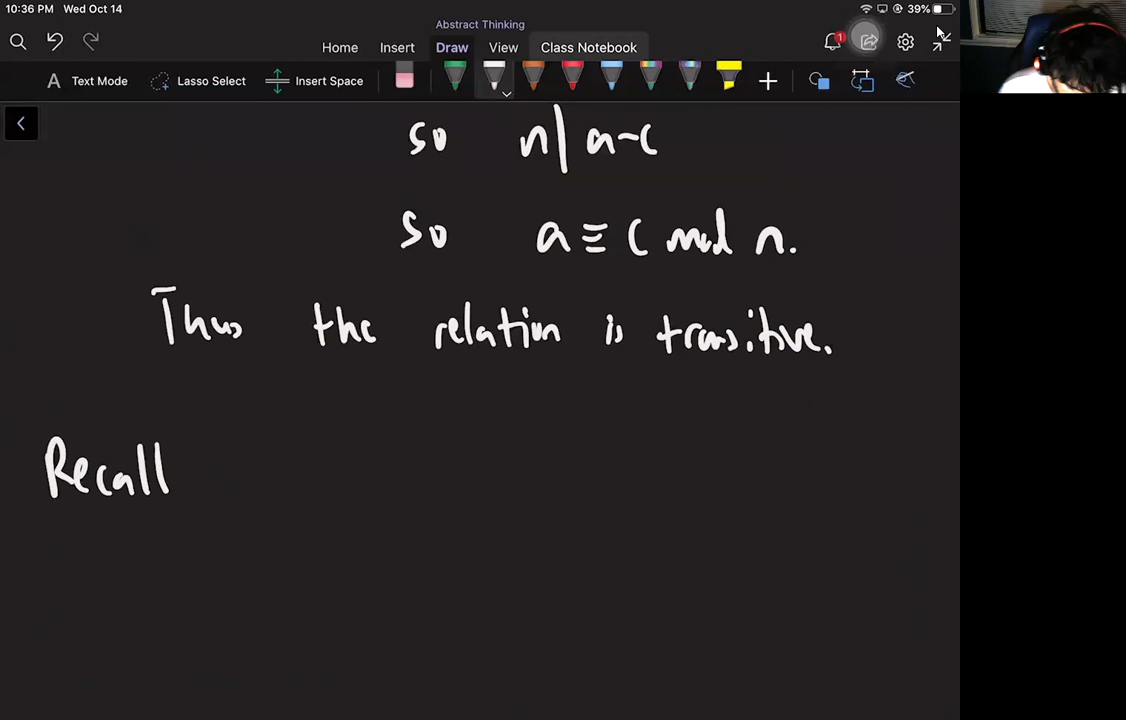 10:36 PM Wed Oct 14
39%
Abstract Thinking
Home Insert Draw View Class Notebook
1
A Text Mode Lasso Select Insert Space
so n|a-c
so a ≡ c mod n.
Thus the relation is transitive.
Recall